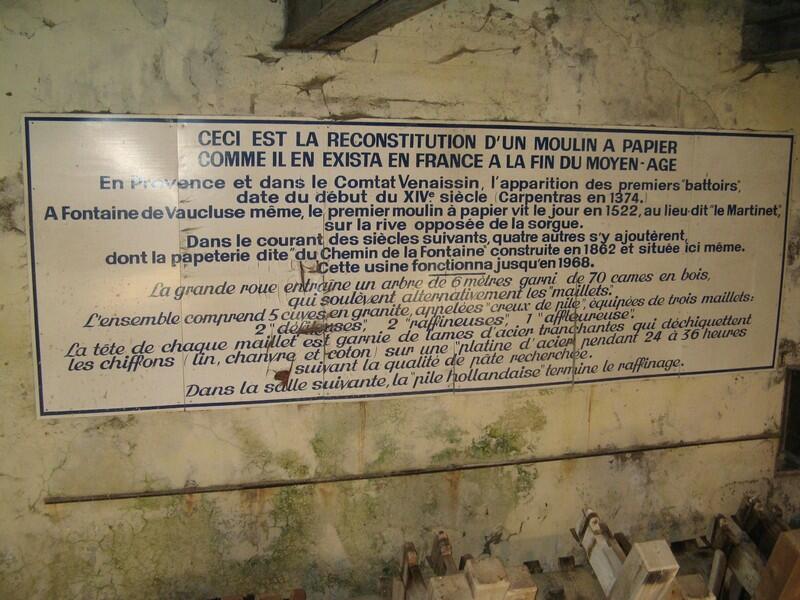 CECI EST LA RECONSTITUTION D'UN MOULIN A PAPIER
COMME IL EN EXISTA EN FRANCE A LA FIN DU MOYEN-AGE
En Provence et dans le Comtat Venaissin, l'apparition des premiers "battoirs",
date du début du XIVe siècle (Carpentras en 1374.)
A Fontaine de Vaucluse même, le premier moulin à papier vit le jour en 1522, au lieu-dit "le Martinet",
sur la rive opposée de la sorgue.
Dans le courant des siècles suivants, quatre autres s'y ajoutèrent,
dont la papeterie dite "du Chemin de la Fontaine" construite en 1862 et située ici même.
Cette usine fonctionna jusqu'en 1968.
La grande roue entraîne un arbre de 6 mètres garni de 70 cames en bois,
qui soulèvent alternativement les "maillets".
L'ensemble comprend 5 cuves en granite, appelées "creux de pile", équipées de trois maillets:
2 "défileuses", 2 "raffineuses", 1 "affleureuse".
La tête de chaque maillet est garnie de lames d'acier tranchantes qui déchiquettent
les chiffons (lin, chanvre et coton) sur une "platine d'acier" pendant 24 à 36 heures
suivant la qualité de pâte recherchée.
Dans la salle suivante, la "pile hollandaise" termine le raffinage.